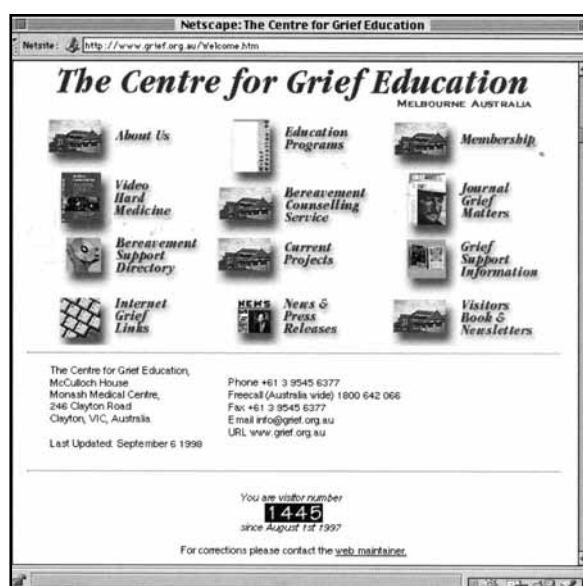 Netscape: The Centre for Grief Education
Netsite: http://www.grief.org.au/Welcome.htm
The Centre for Grief Education
MELBOURNE AUSTRALIA
About Us
Education
Programs
Membership
Video
Hard
Medicine
Bereavement
Counselling
Service
Journal
Grief
Matters
Bereavement
Support
Directory
Current
Projects
Grief
Support
Information
Internet
Grief
Links
NEWS
News &
Press
Releases
Visitors
Book &
Newsletters
The Centre for Grief Education,
McCulloch House
Monash Medical Centre,
246 Clayton Road
Clayton, VIC, Australia
Last Updated: September 6 1998
Phone +61 3 9545 6377
Freecall (Australia wide) 1800 642 066
Fax +61 3 9545 6377
Email info@grief.org.au
URL www.grief.org.au
You are visitor number
1445
since August 1st 1997
For corrections please contact the web maintainer.